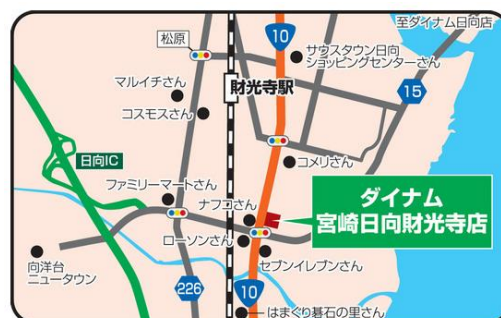 至ダイナム日向店
10
松原
サウスタウン日向
ショッピングセンターさん
マルイチさん
財光寺駅
15
コスモスさん
日向IC
コメリさん
ファミリーマートさん
ダイナム
宮崎日向財光寺店
ナフコさん
ローソンさん
向洋台
ニュータウン
セブンイレブンさん
226
10
はまぐり碁石の里さん